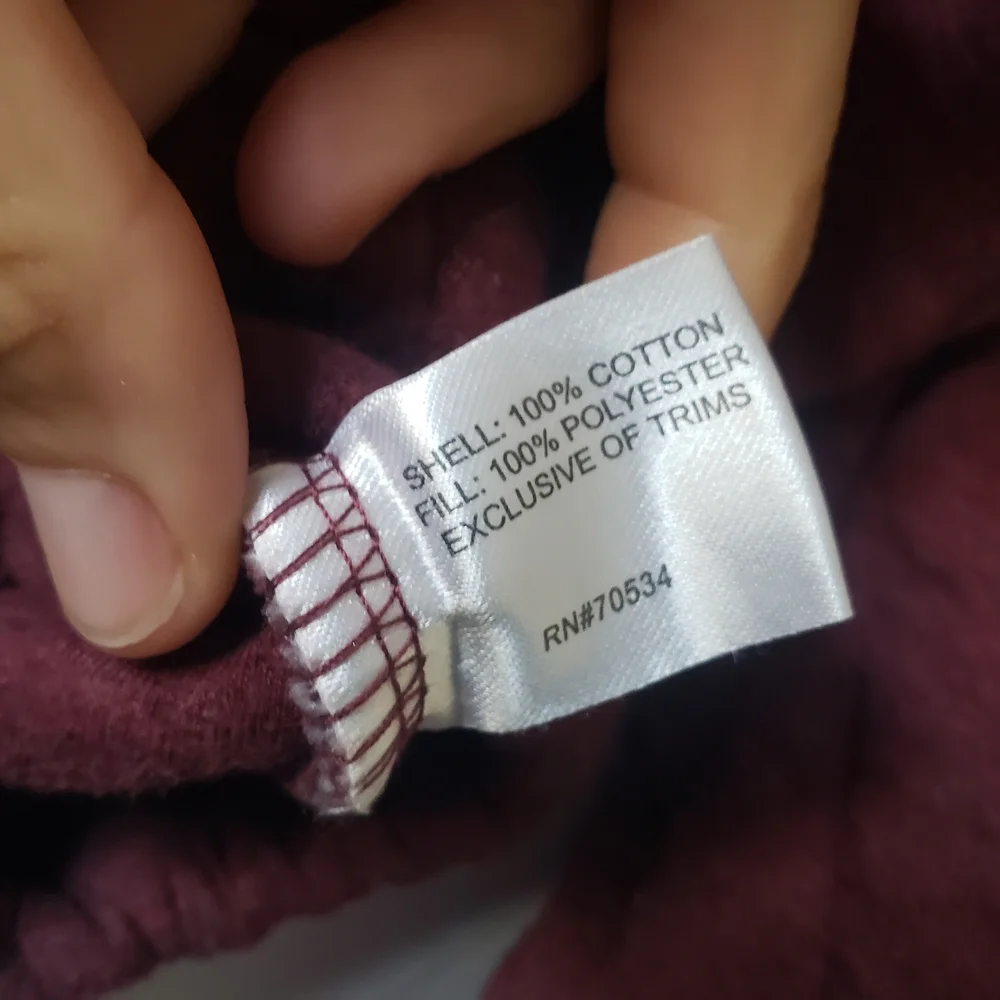 SHELL: 100% COTTON
FILL: 100% POLYESTER
EXCLUSIVE OF TRIMS
RN#70534